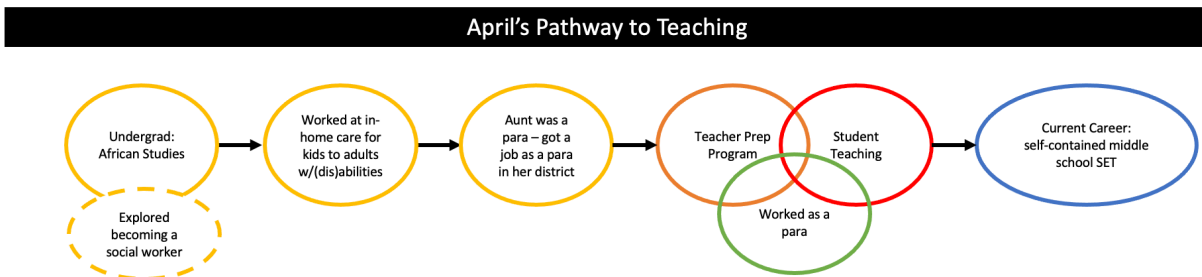 April's Pathway to Teaching
Undergrad:
African Studies
Explored
becoming a
social worker
Worked at in-
home care for
kids to adults
w/(dis)abilities
Aunt was a
para – got a
job as a para
in her district
Teacher Prep
Program
Student
Teaching
Worked as a
para
Current Career:
self-contained middle
school SET